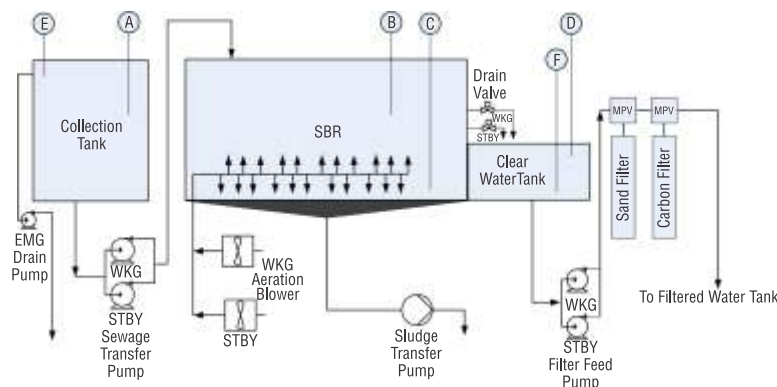 E
A
B
C
D
F
Collection
Tank
SBR
Drain
Valve
WKG
STBY
Clear
WaterTank
MPV
MPV
Sand Filter
Carbon Filter
EMG
Drain
Pump
WKG
STBY
Sewage
Transfer
Pump
WKG
Aeration
Blower
STBY
Sludge
Transfer
Pump
WKG
STBY
Filter Feed
Pump
To Filtered Water Tank